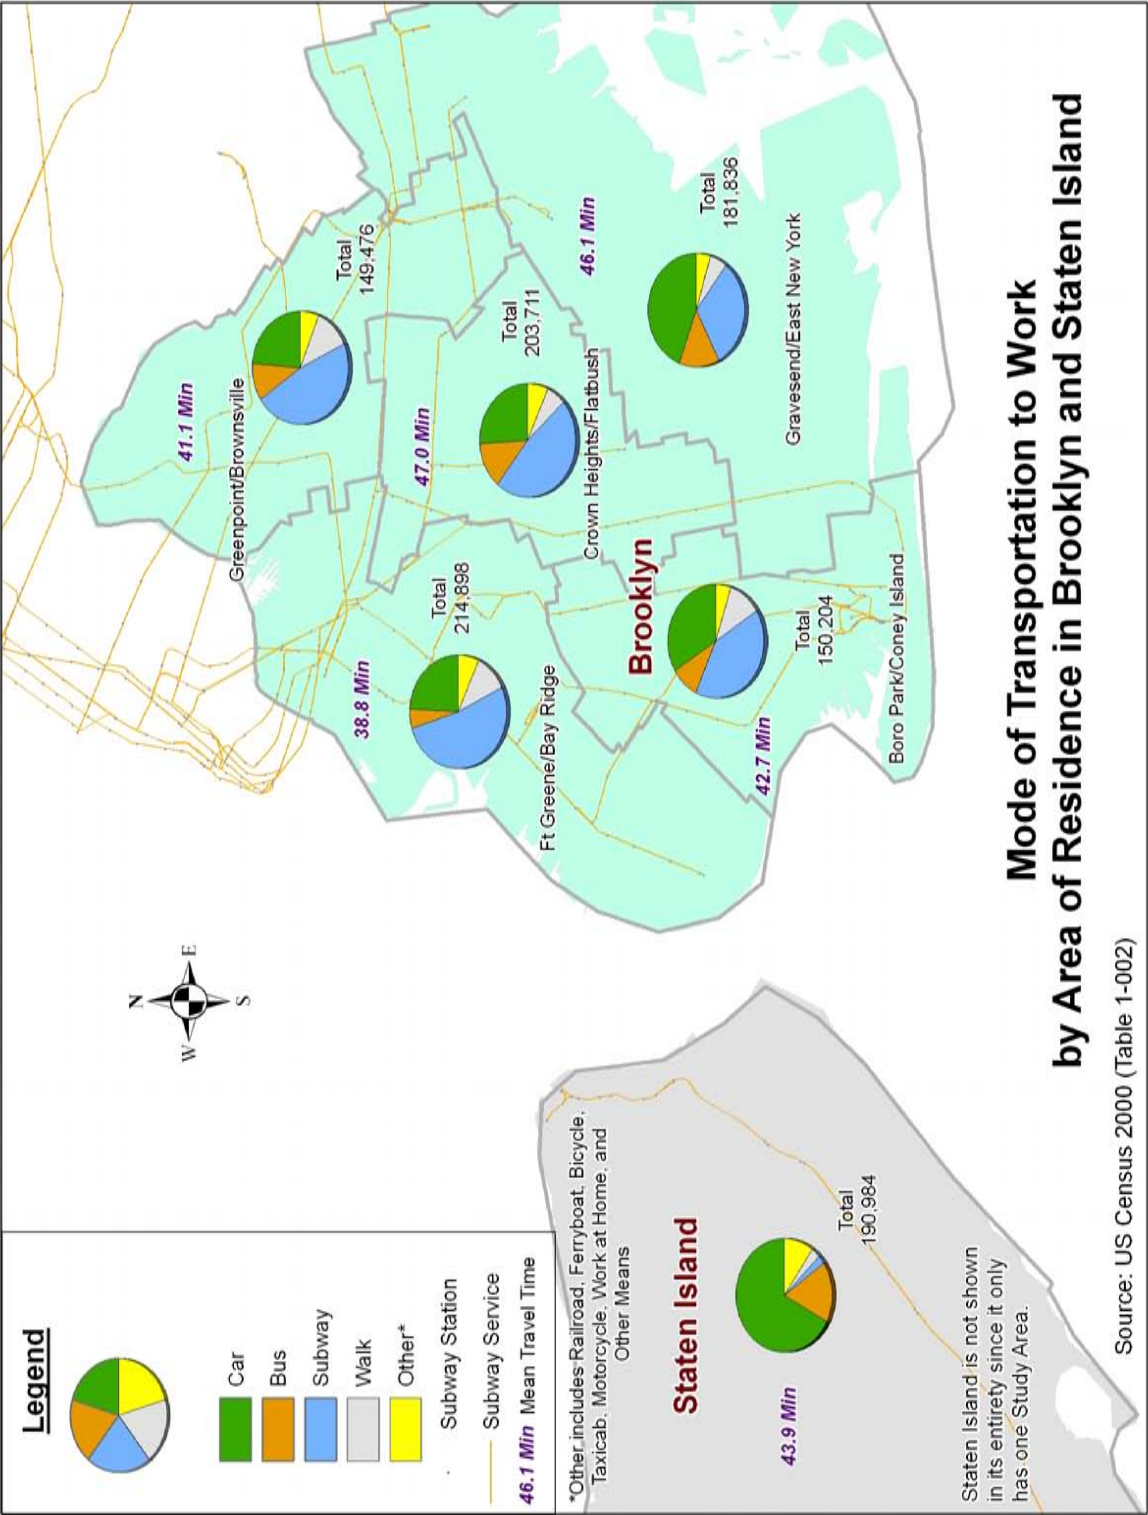 Legend
Car
Bus
Subway
Walk
Other*
Subway Station
Subway Service
46.1 Min Mean Travel Time
N
W
E
S
*Other includes Railroad, Ferryboat, Bicycle,
Taxicab, Motorcycle, Work at Home, and
Other Means
Staten Island
43.9 Min
Total
190,984
Staten Island is not shown
in its entirety since it only
has one Study Area.
41.1 Min
Greenpoint/Brownsville
Total
149,476
38.8 Min
Total
214,898
Ft Greene/Bay Ridge
47.0 Min
Total
203,711
Crown Heights/Flatbush
46.1 Min
Total
181,836
Gravesend/East New York
Brooklyn
42.7 Min
Total
150,204
Boro Park/Coney Island
Mode of Transportation to Work
by Area of Residence in Brooklyn and Staten Island
Source: US Census 2000 (Table 1-002)